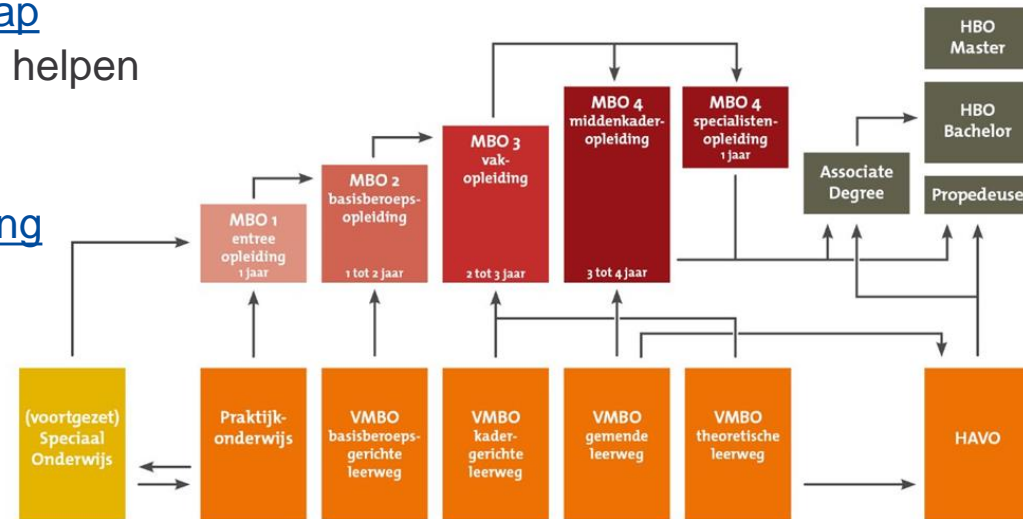 ap
helpen
ng
HBO
Master
HBO
Bachelor
Associate
Degree
Propedeuse
MBO 4
middenkader-
opleiding
3 tot 4 jaar
MBO 4
specialisten-
opleiding
1 jaar
MBO 3
vak-
opleiding
2 tot 3 jaar
MBO 2
basisberoeps-
opleiding
1 tot 2 jaar
MBO 1
entree
opleiding
1 jaar
(voortgezet)
Speciaal
Onderwijs
Praktijk-
onderwijs
VMBO
basisberoeps-
gerichte
leerweg
VMBO
kader-
gerichte
leerweg
VMBO
gemende
leerweg
VMBO
theoretische
leerweg
HAVO